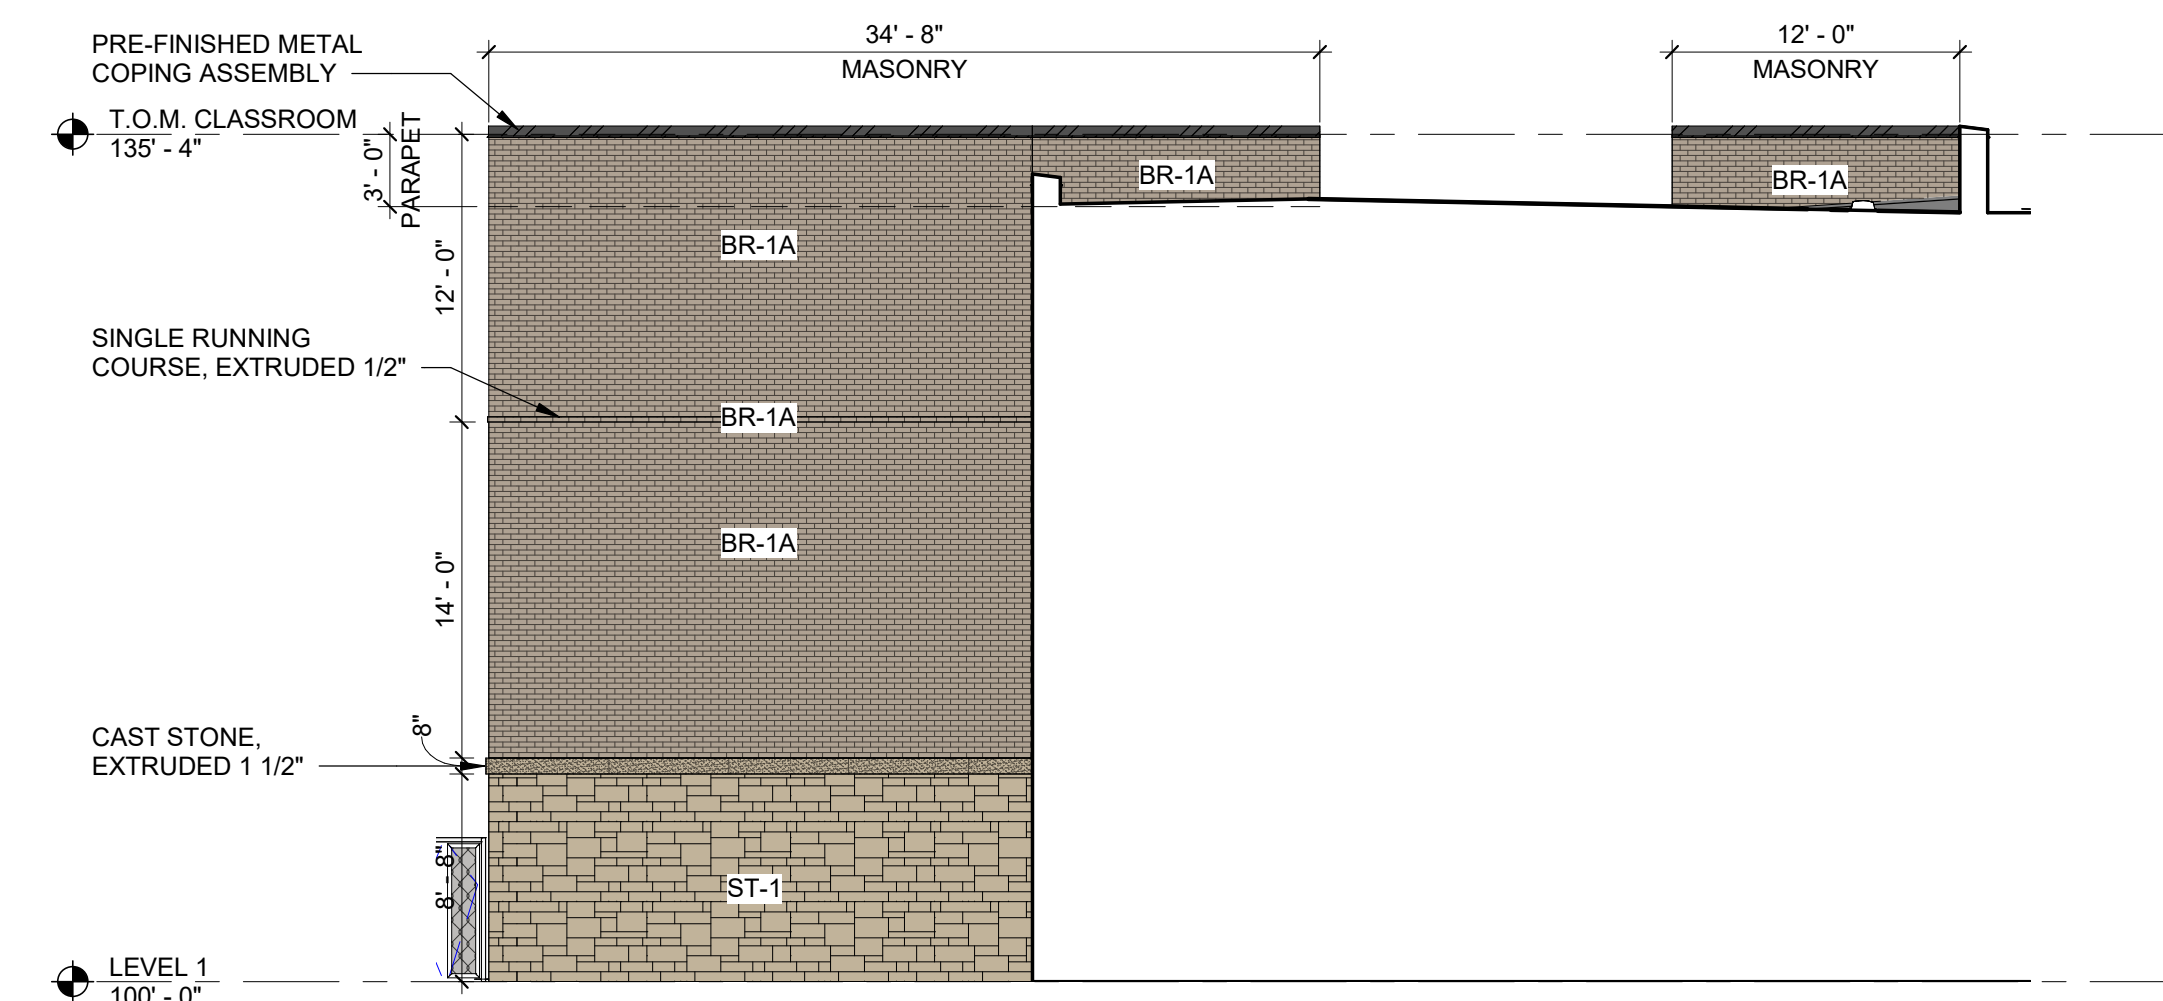 34' - 8"
MASONRY
12' - 0"
MASONRY
PRE-FINISHED METAL
COPING ASSEMBLY
T.O.M. CLASSROOM
135' - 4"
3' - 0"
PARAPET
BR-1A
BR-1A
BR-1A
12' - 0"
SINGLE RUNNING
COURSE, EXTRUDED 1/2"
BR-1A
BR-1A
14' - 0"
8"
CAST STONE,
EXTRUDED 1 1/2"
8' - 8"
ST-1
LEVEL 1
100' - 0"